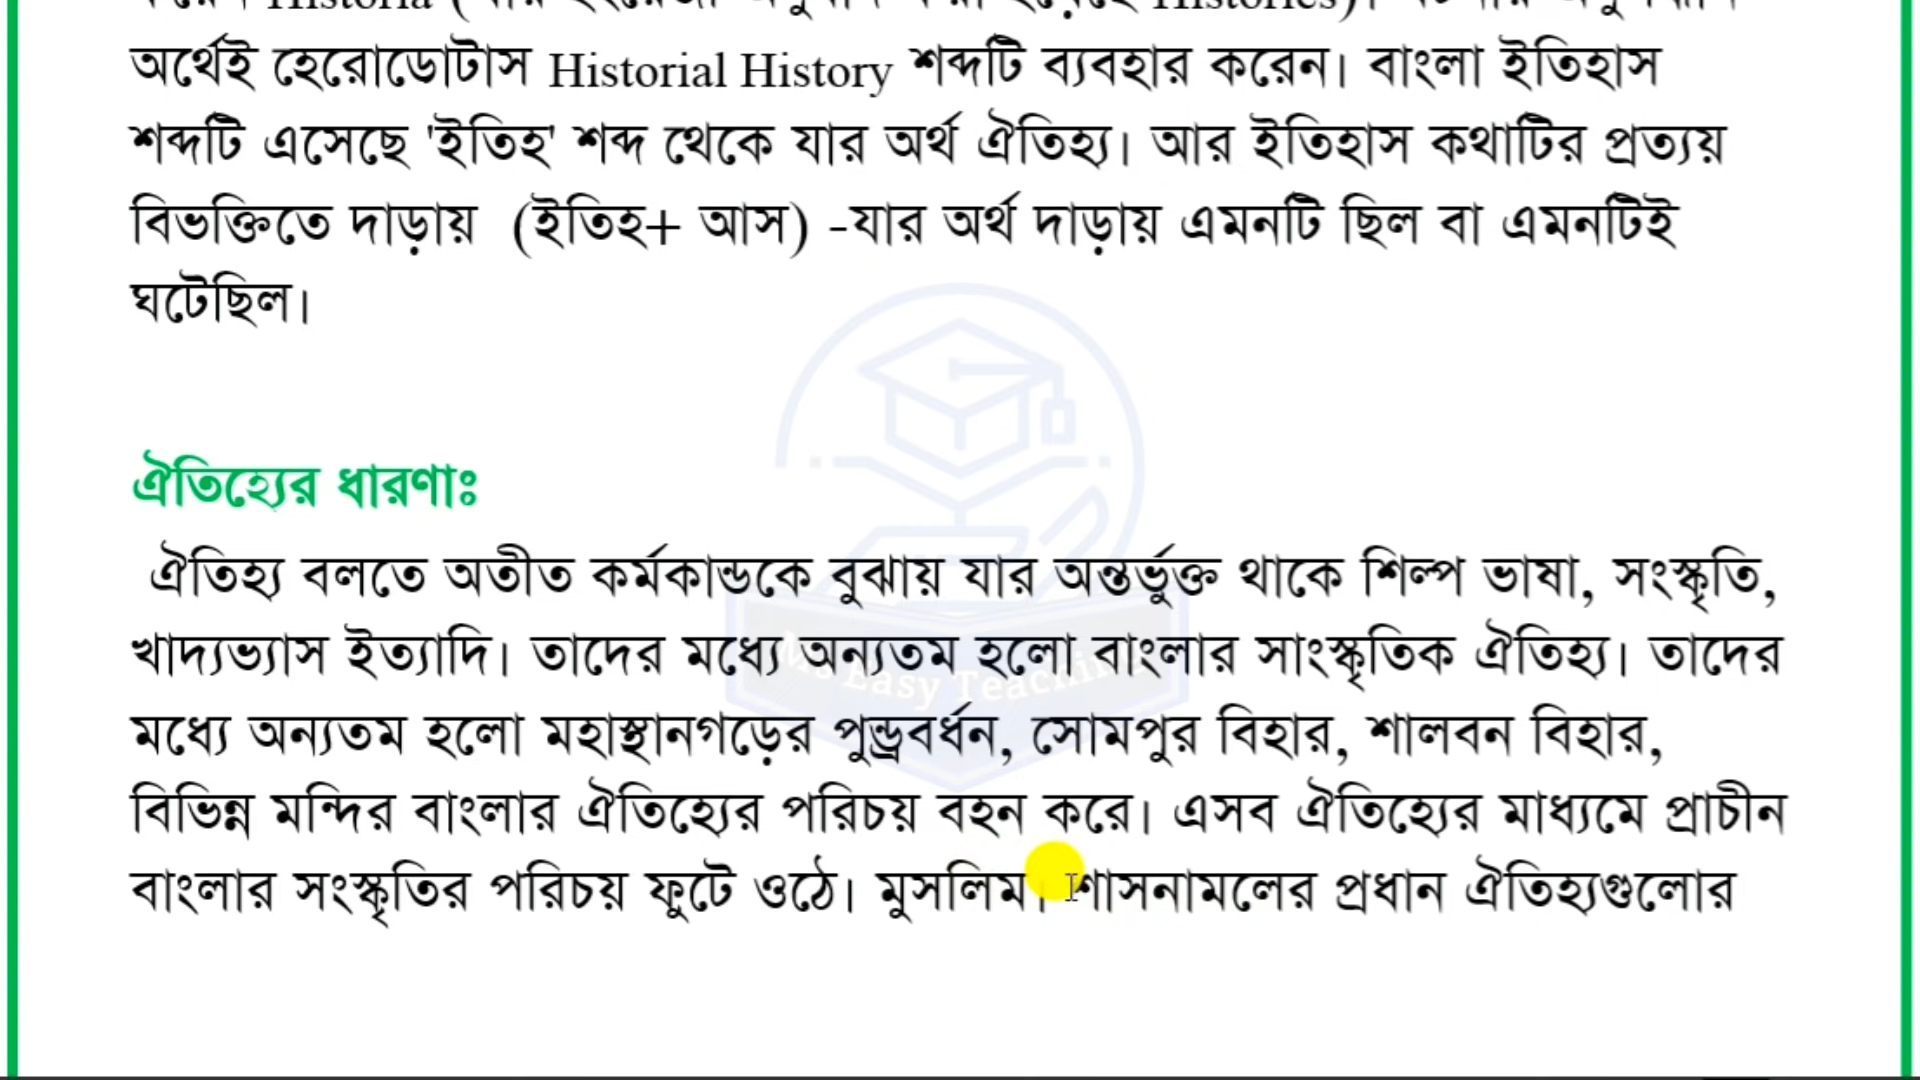 অর্থেই হেরোডোটাস Historial History শব্দটি ব্যবহার করেন। বাংলা ইতিহাস
শব্দটি এসেছে 'ইতিহ' শব্দ থেকে যার অর্থ ঐতিহ্য। আর ইতিহাস কথাটির প্রত্যয়
বিভক্তিতে দাড়ায় (ইতিহ+ আস) -যার অর্থ দাড়ায় এমনটি ছিল বা এমনটিই
ঘটেছিল।
ঐতিহ্যের ধারণাঃ
ঐতিহ্য বলতে অতীত কর্মকান্ডকে বুঝায় যার অন্তর্ভুক্ত থাকে শিল্প ভাষা, সংস্কৃতি,
খাদ্যভ্যাস ইত্যাদি। তাদের মধ্যে অন্যতম হলো বাংলার সাংস্কৃতিক ঐতিহ্য। তাদের
Easy Teaching
মধ্যে অন্যতম হলো মহাস্থানগড়ের পুন্ড্রবর্ধন, সোমপুর বিহার, শালবন বিহার,
বিভিন্ন মন্দির বাংলার ঐতিহ্যের পরিচয় বহন করে। এসব ঐতিহ্যের মাধ্যমে প্রাচীন
বাংলার সংস্কৃতির পরিচয় ফুটে ওঠে। মুসলিম। শাসনামলের প্রধান ঐতিহ্যগুলোর